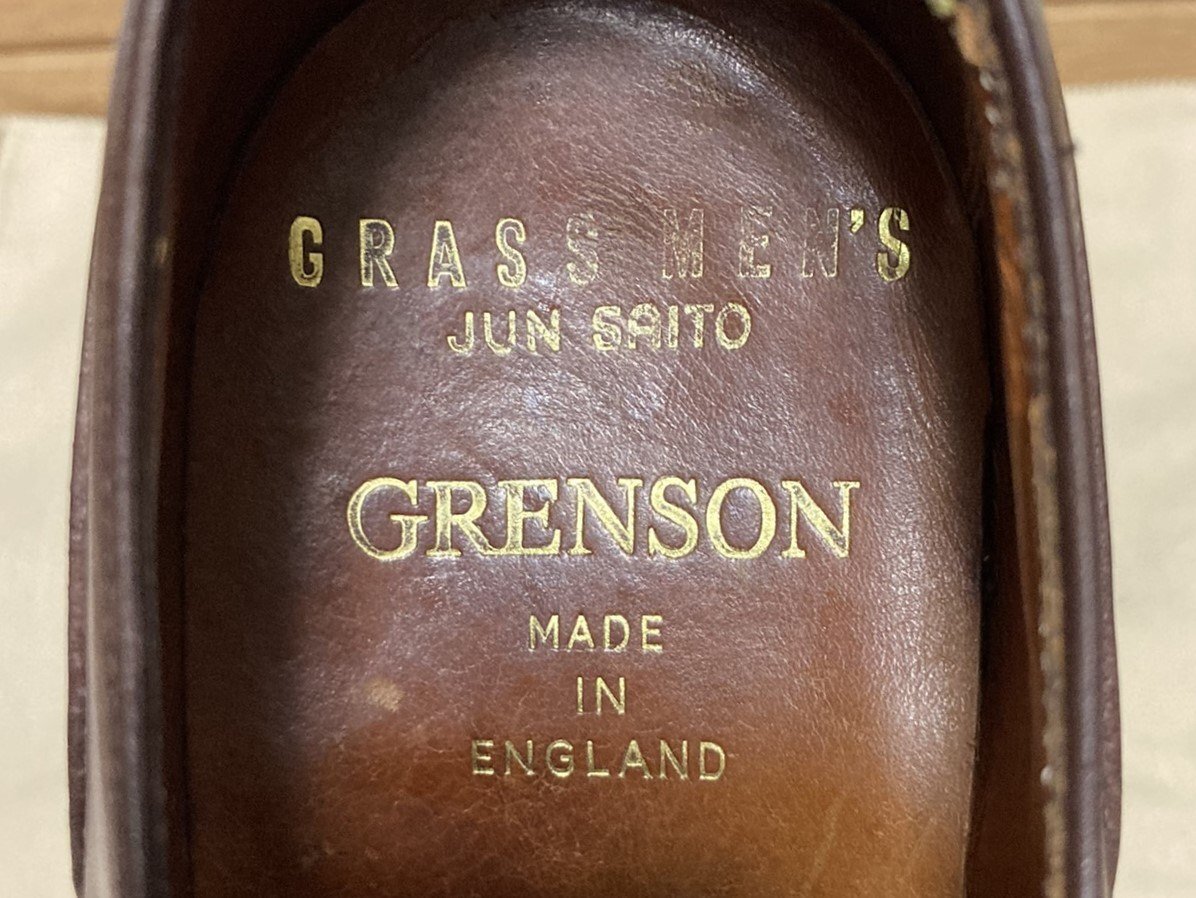 GRASS MEN'S
JUN SAITO
GRENSON
MADE
IN
ENGLAND